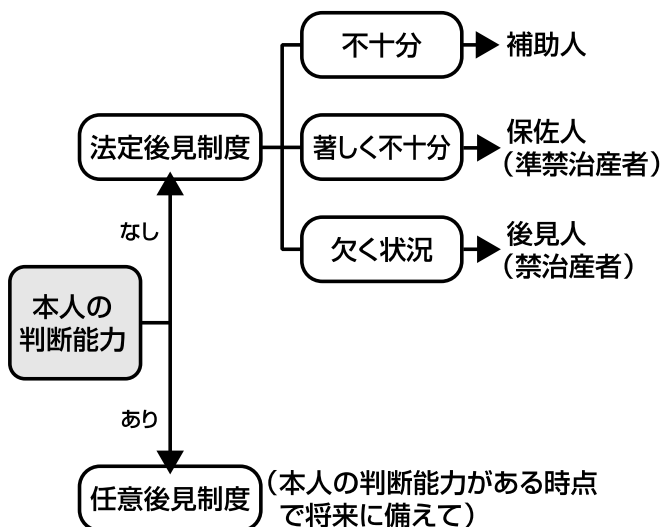 不十分
補助人
法定後見制度
著しく不十分
保佐人
（準禁治産者）
なし
欠く状況
後見人
（禁治産者）
本人の
判断能力
あり
任意後見制度
（本人の判断能力がある時点
で将来に備えて）